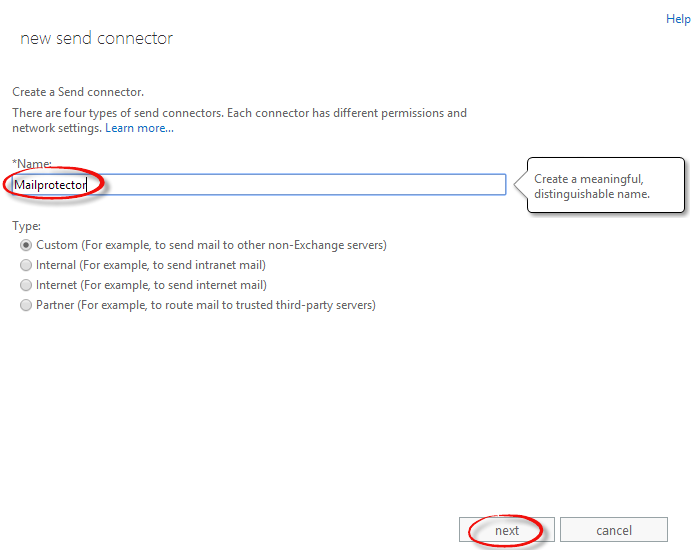 Help
new send connector
Create a Send connector.
There are four types of send connectors. Each connector has different permissions and
network settings. Learn more...
*Name:
Mailprotector
Create a meaningful,
distinguishable name.
Type:
Custom (For example, to send mail to other non-Exchange servers)
Internal (For example, to send intranet mail)
Internet (For example, to send internet mail)
Partner (For example, to route mail to trusted third-party servers)
next
cancel